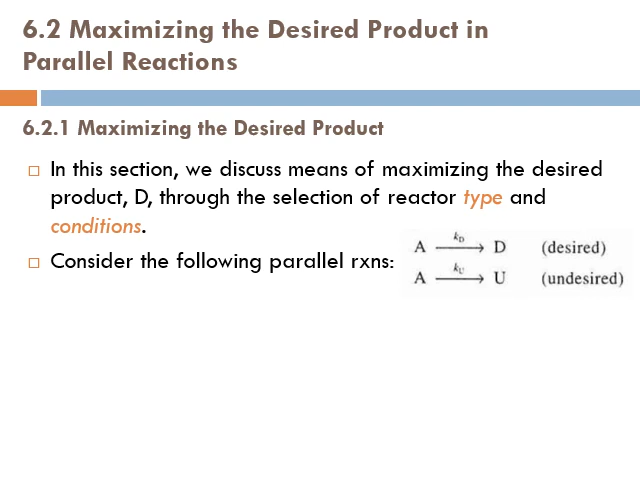 6.2 Maximizing the Desired Product in
Parallel Reactions
6.2.1 Maximizing the Desired Product
In this section, we discuss means of maximizing the desired
product, D, through the selection of reactor type and
conditions.
Consider the following parallel rxns:
A —k_D→ D (desired)
A —k_U→ U (undesired)